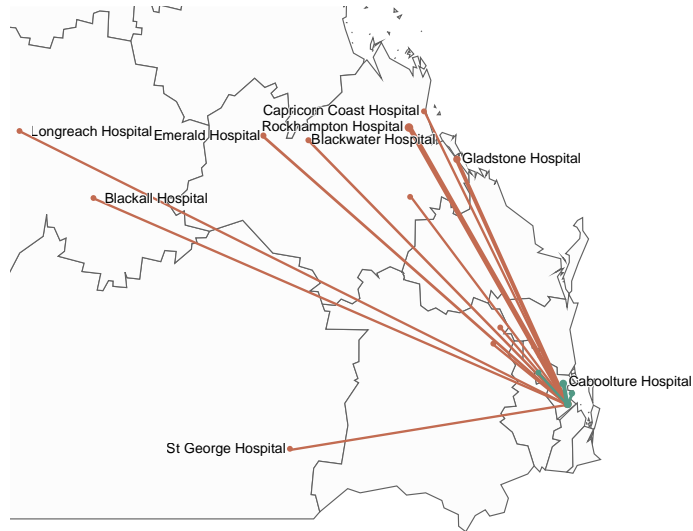 Capricorn Coast Hospital
Rockhampton Hospital
Longreach Hospital
Emerald Hospital
Blackwater Hospital
Gladstone Hospital
Blackall Hospital
Caboolture Hospital
St George Hospital